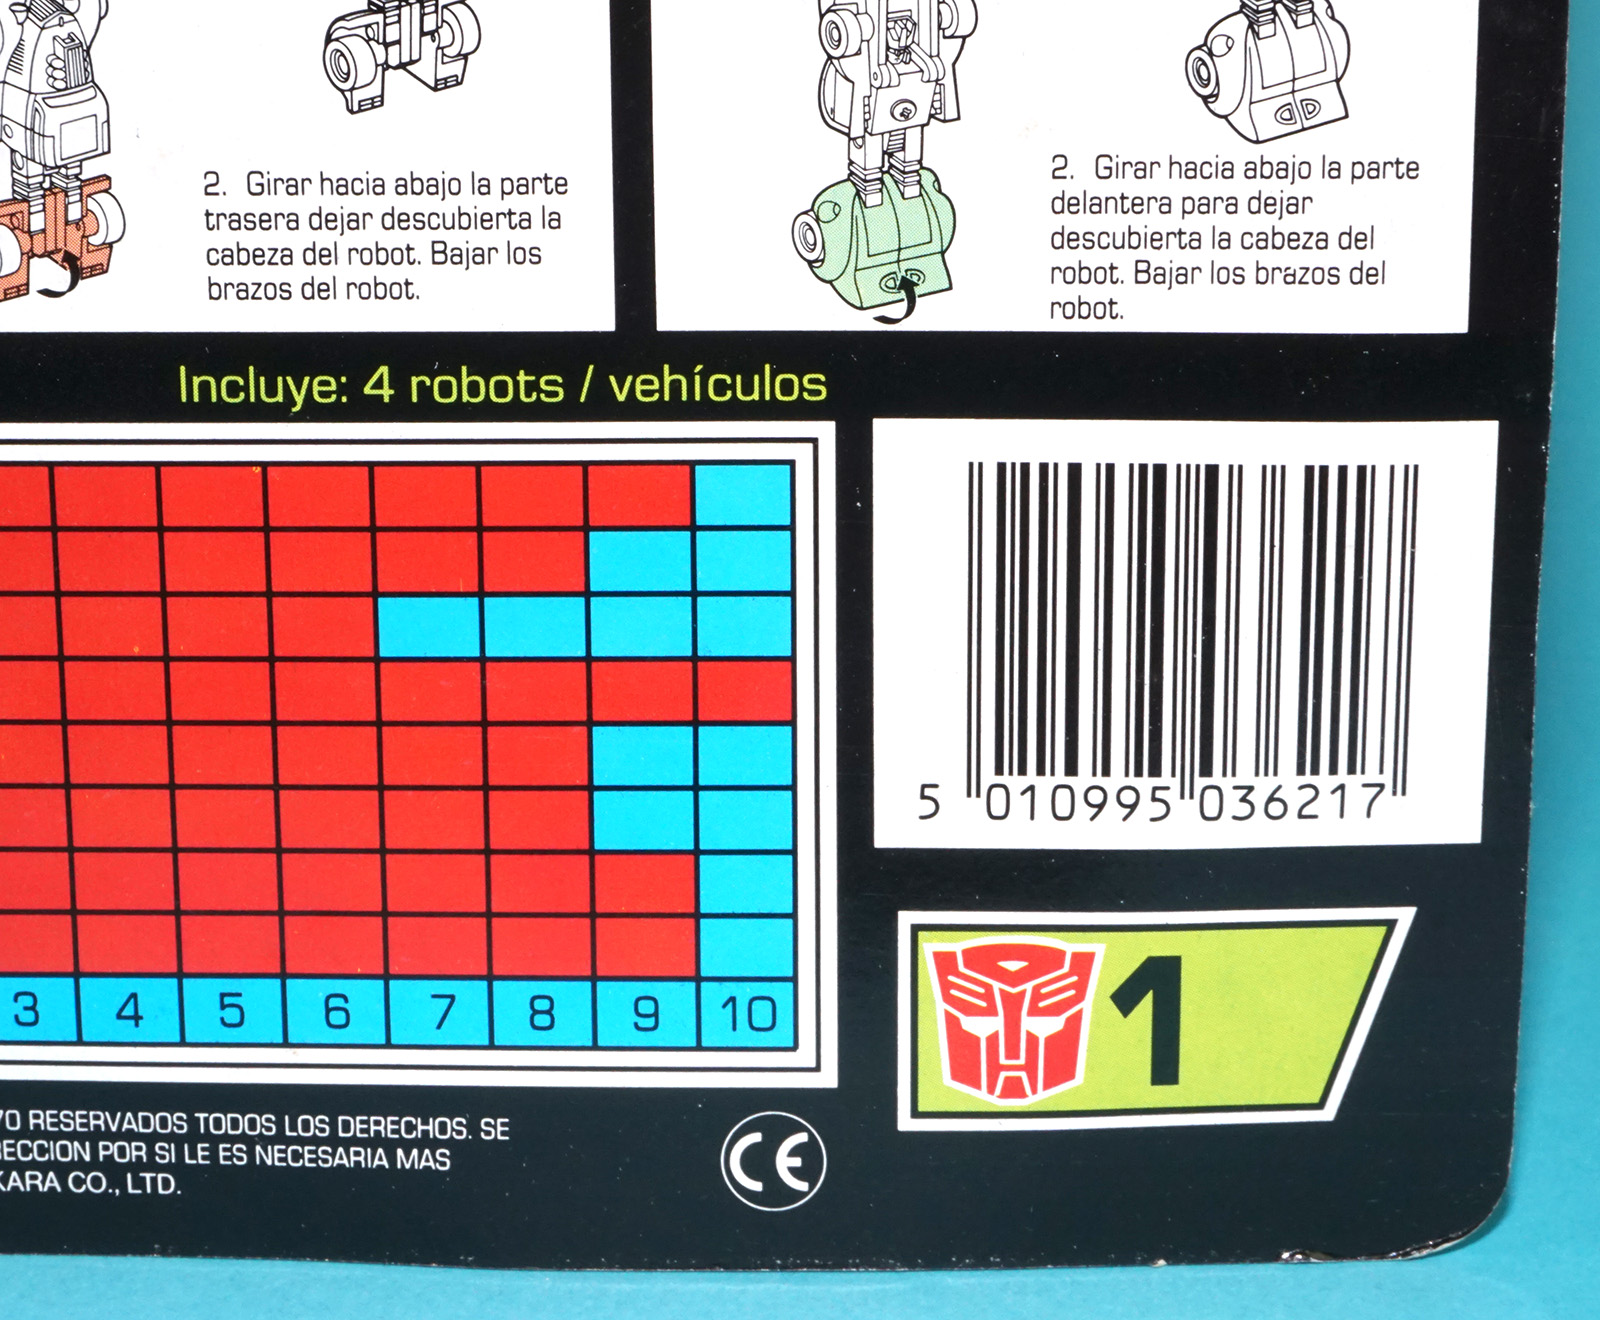 2. Girar hacia abajo la parte
trasera dejar descubierta la
cabeza del robot. Bajar los
brazos del robot.
2. Girar hacia abajo la parte
delantera para dejar
descubierta la cabeza del
robot. Bajar los brazos del
robot.
Incluye: 4 robots / vehículos
3 4 5 6 7 8 9 10
5 010995 036217
1
RESERVADOS TODOS LOS DERECHOS. SE
POR SI LE ES NECESARIA MAS
CO., LTD.
CE